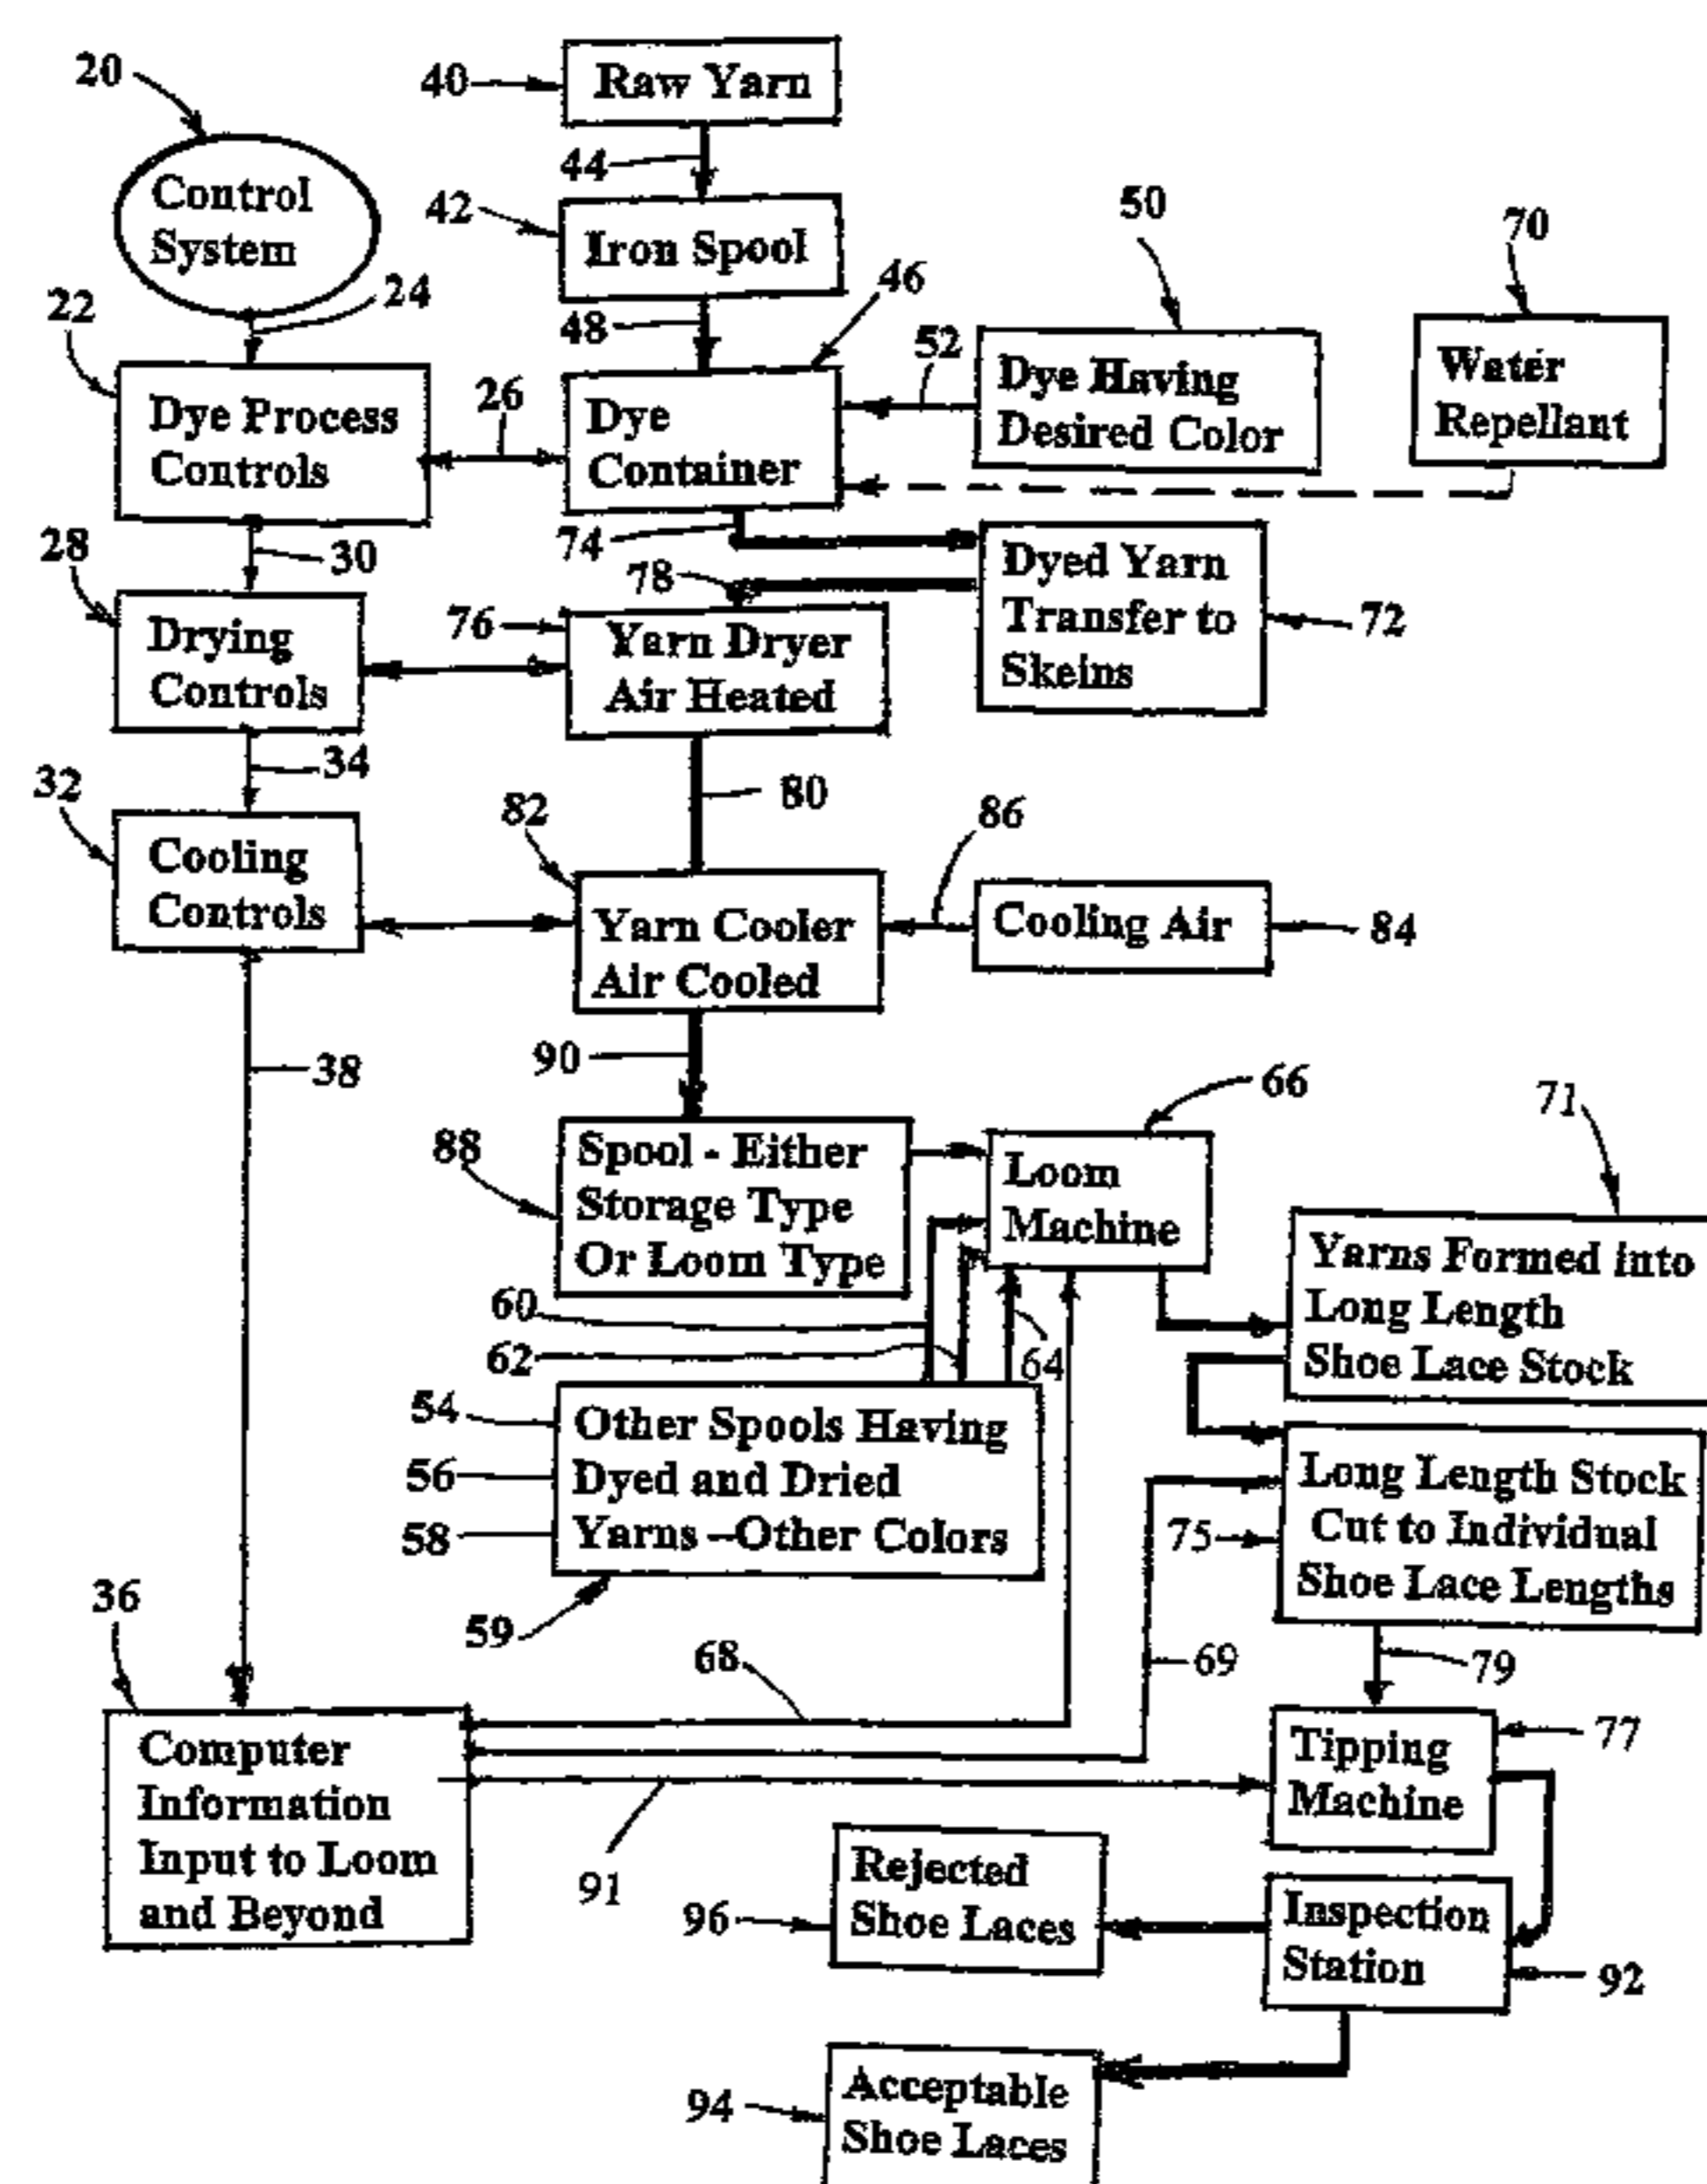 20
Control
System
40
Raw Yarn
44
42
Iron Spool
24
22
Dye Process
Controls
48
46
26
Dye
Container
50
52
Dye Having
Desired Color
70
Water
Repellant
28
30
Drying
Controls
74
78
76
Yarn Dryer
Air Heated
Dyed Yarn
Transfer to
Skeins
72
32
34
Cooling
Controls
80
82
Yarn Cooler
Air Cooled
86
Cooling Air
84
38
90
88
Spool - Either
Storage Type
Or Loom Type
66
Loom
Machine
71
Yarns Formed into
Long Length
Shoe Lace Stock
60
62
64
54
56
58
Other Spools Having
Dyed and Dried
Yarns –Other Colors
59
75
Long Length Stock
Cut to Individual
Shoe Lace Lengths
36
68
69
79
Computer
Information
Input to Loom
and Beyond
91
Tipping
Machine
77
96
Rejected
Shoe Laces
Inspection
Station
92
94
Acceptable
Shoe Laces